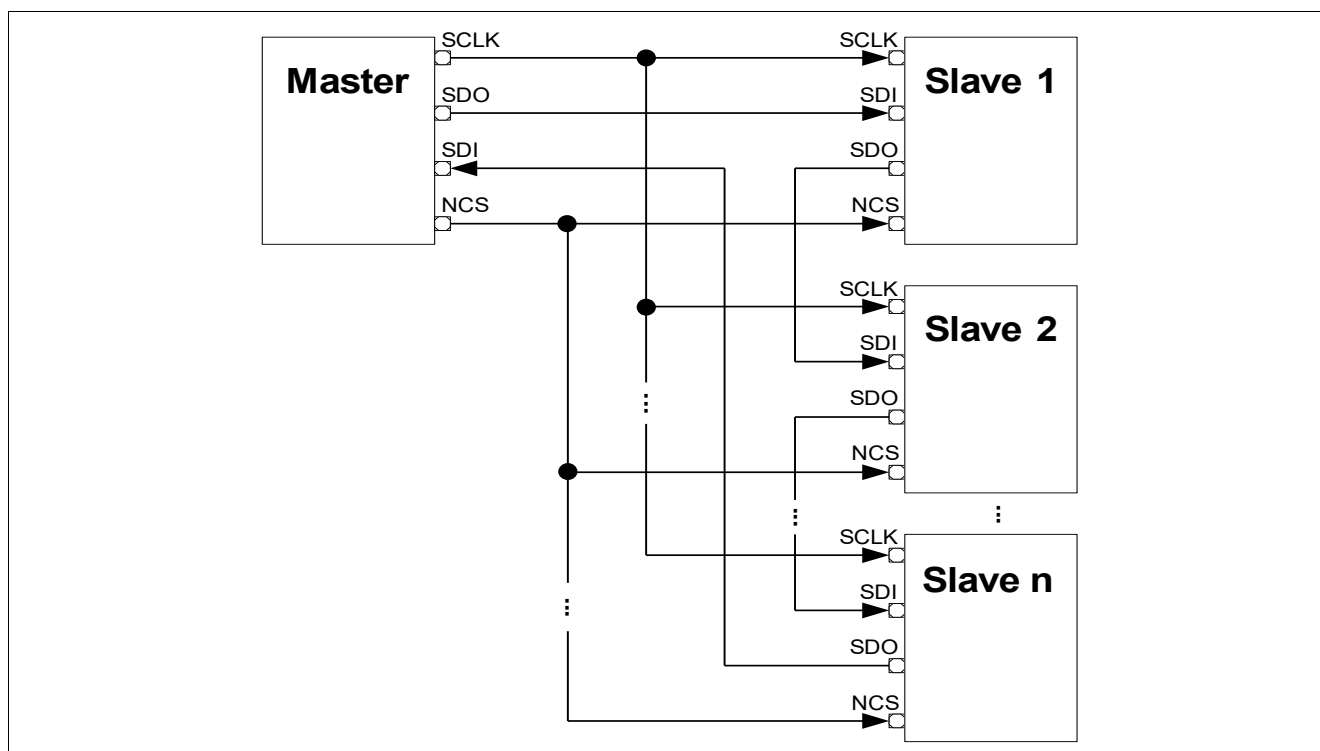 SCLK
Master
SDO
SDI
NCS
SCLK
Slave 1
SDI
SDO
NCS
SCLK
Slave 2
SDI
SDO
NCS
...
...
...
...
SCLK
Slave n
SDI
SDO
NCS